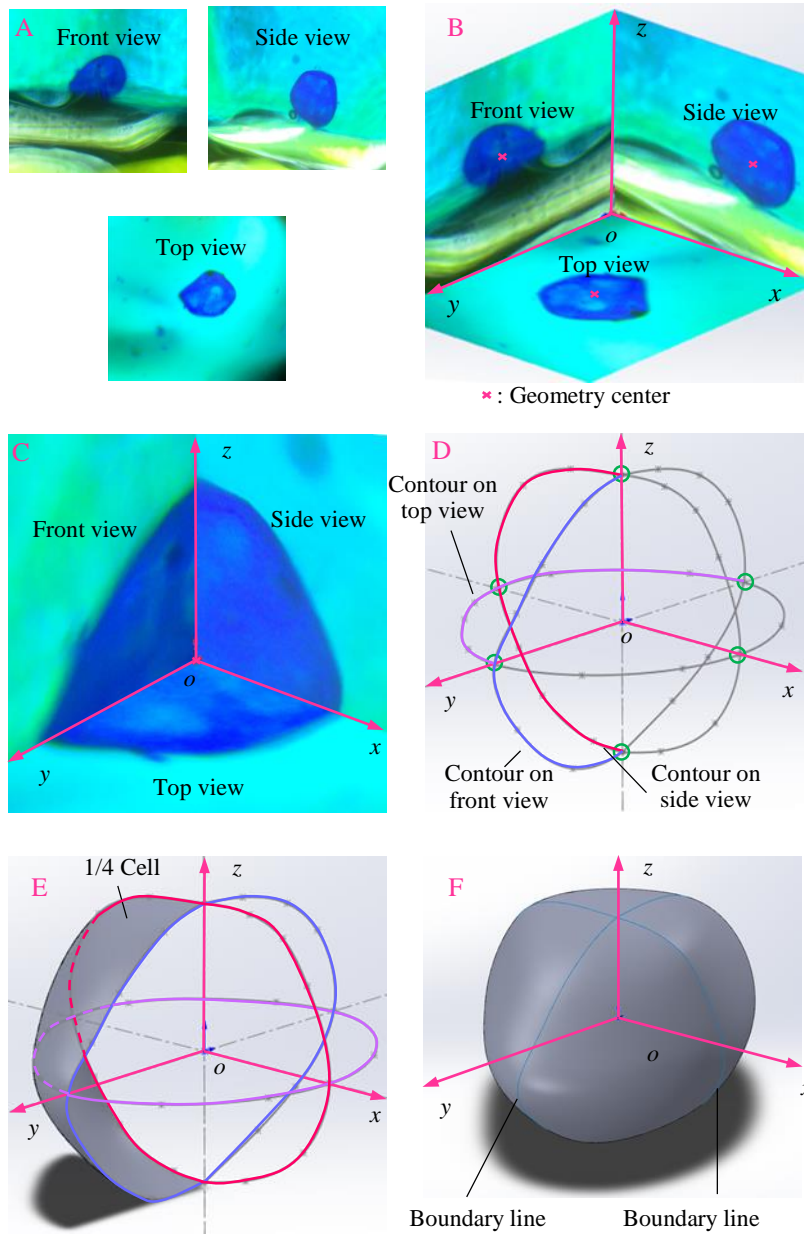 A
Front view
Side view
Top view
B
z
Front view
Side view
o
Top view
y
x
×: Geometry center
C
z
Front view
Side view
o
x
y
Top view
D
z
Contour on
top view
o
x
y
Contour on
front view
Contour on
side view
E
1/4 Cell
z
o
x
y
F
z
o
y
x
Boundary line
Boundary line